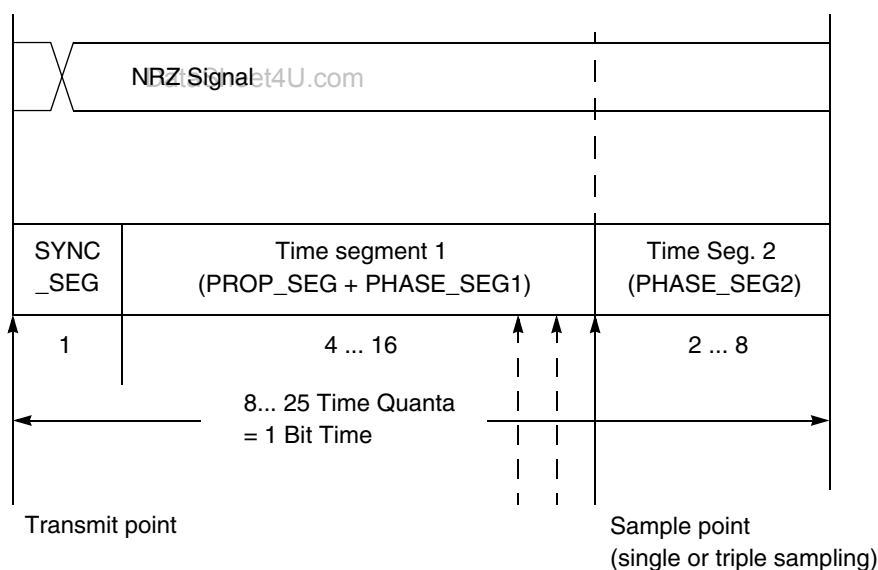 NRZ Signal
DataSheet4U.com
SYNC
_SEG
Time segment 1
(PROP_SEG + PHASE_SEG1)
Time Seg. 2
(PHASE_SEG2)
1
4 ... 16
2 ... 8
8... 25 Time Quanta
= 1 Bit Time
Transmit point
Sample point
(single or triple sampling)